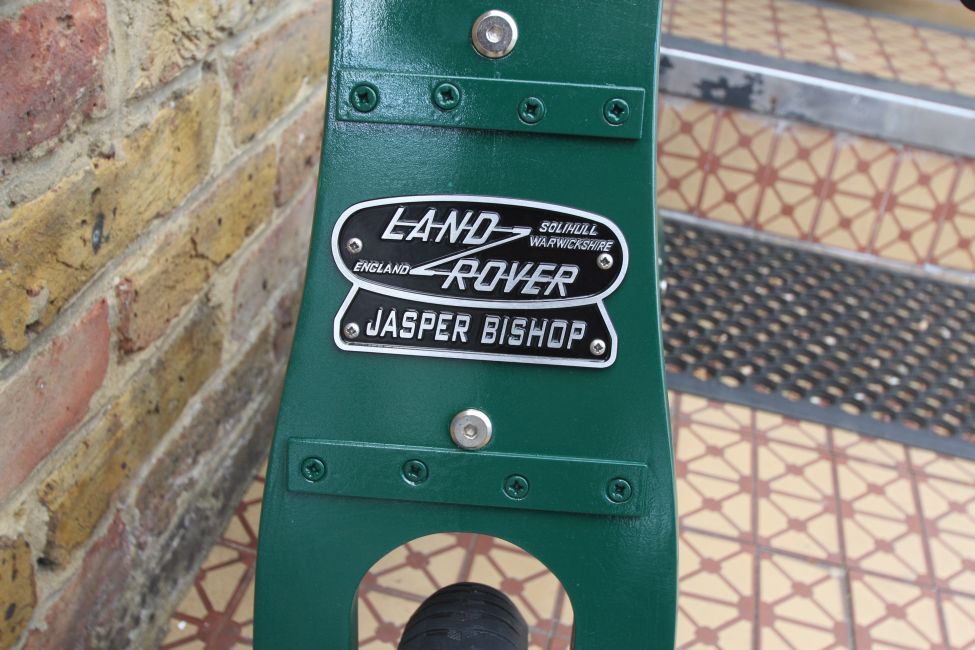 LAND
SOLIHULL
WARWICKSHIRE
ENGLAND
ROVER
JASPER BISHOP